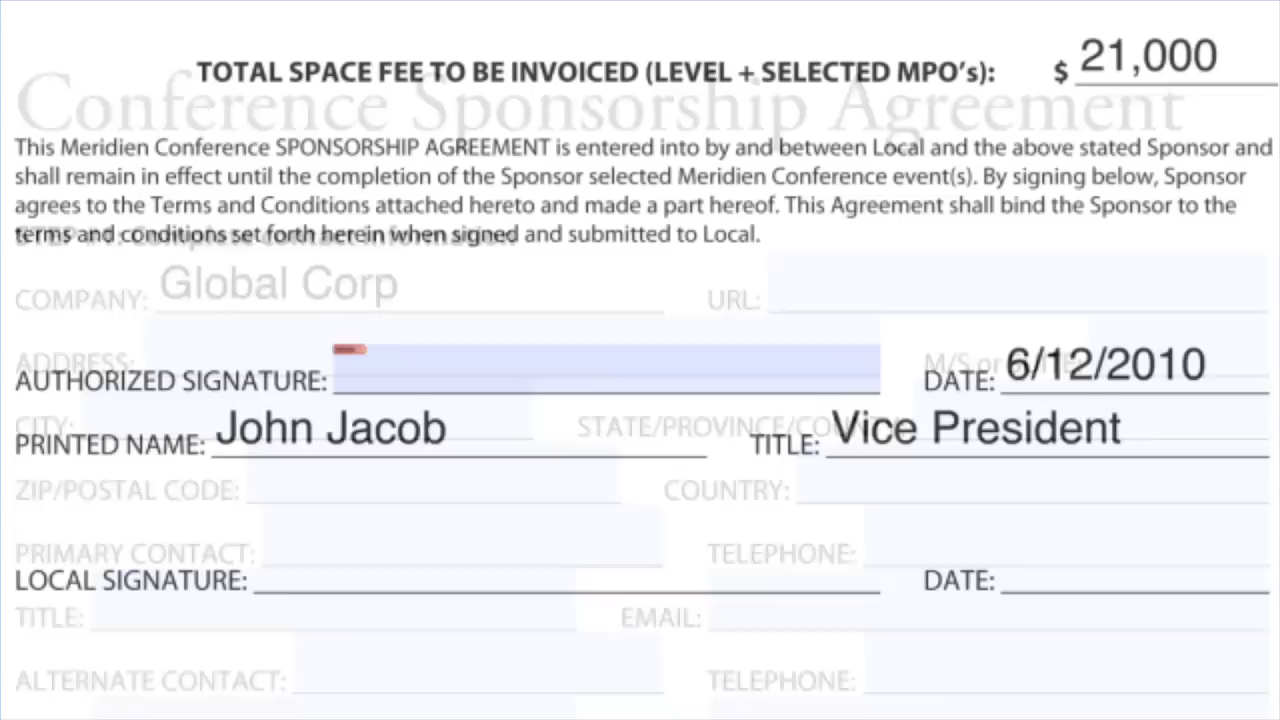 TOTAL SPACE FEE TO BE INVOICED (LEVEL + SELECTED MPO's): $ 21,000
Conference Sponsorship Agreement
This Meridien Conference SPONSORSHIP AGREEMENT is entered into by and between Local and the above stated Sponsor and
shall remain in effect until the completion of the Sponsor selected Meridien Conference event(s). By signing below, Sponsor
agrees to the Terms and Conditions attached hereto and made a part hereof. This Agreement shall bind the Sponsor to the
terms and conditions set forth herein when signed and submitted to Local.
COMPANY: Global Corp URL:
ADDRESS: M/S or
AUTHORIZED SIGNATURE: DATE: 6/12/2010
CITY: STATE/PROVINCE/
PRINTED NAME: John Jacob TITLE: Vice President
ZIP/POSTAL CODE: COUNTRY:
PRIMARY CONTACT: TELEPHONE:
LOCAL SIGNATURE: DATE:
TITLE: EMAIL:
ALTERNATE CONTACT: TELEPHONE: